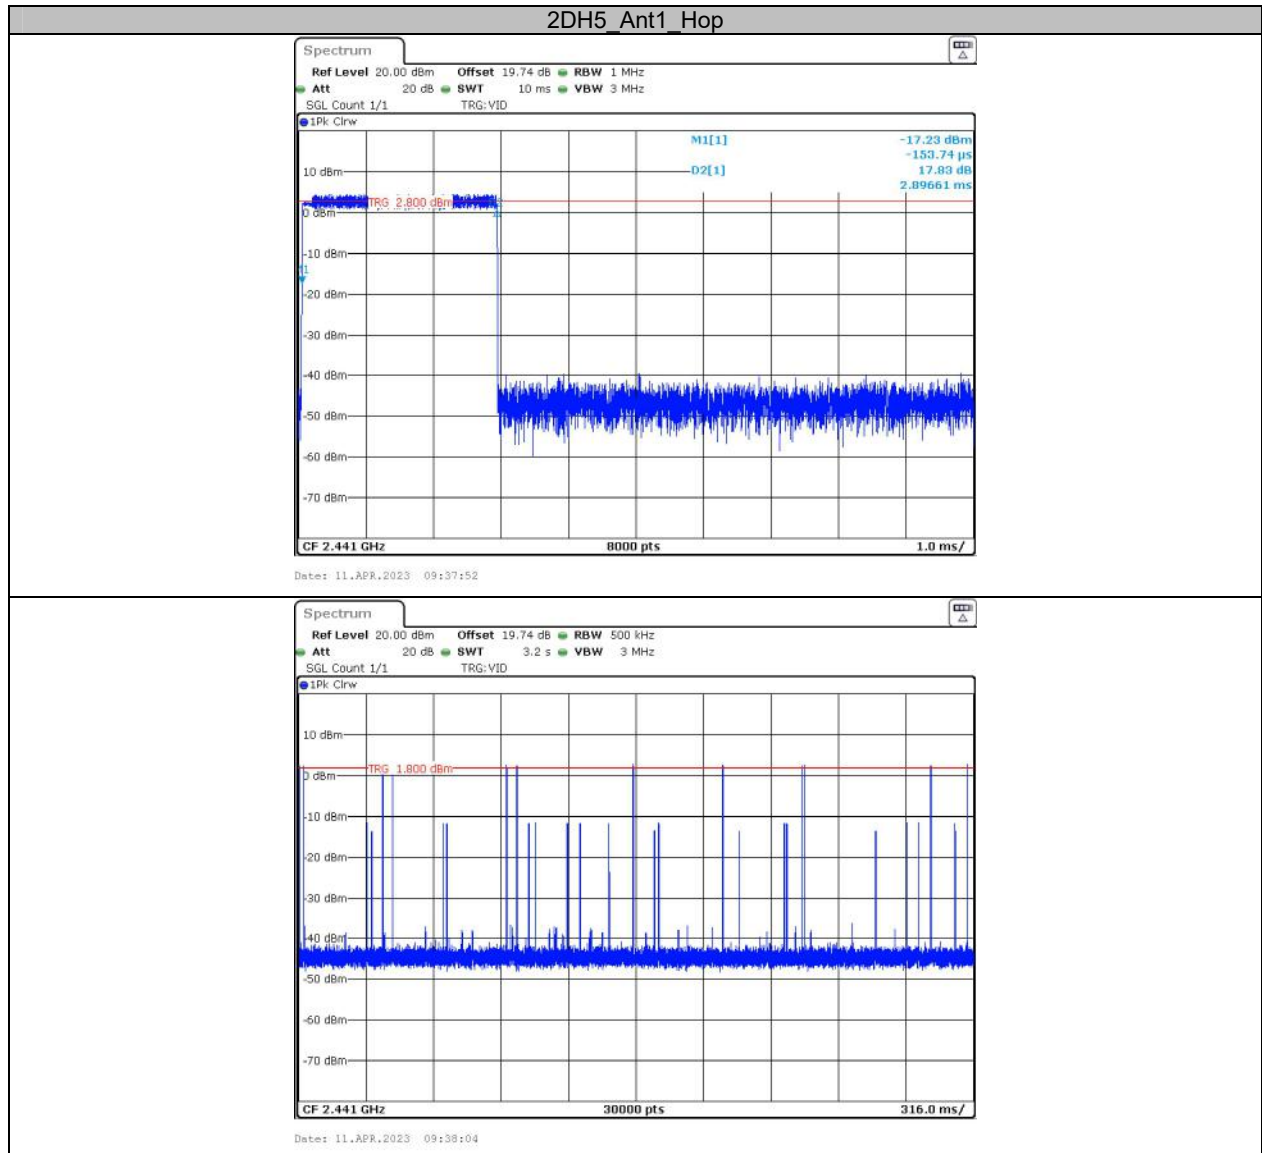 2DH5_Ant1_Hop
Spectrum
Ref Level 20.00 dBm Offset 19.74 dB RBW 1 MHz
Att 20 dB SWT 10 ms VBW 3 MHz
SGL Count 1/1 TRG:VID
1Pk Clrw
M1[1] -17.23 dBm
-153.74 µs
D2[1] 17.83 dB
2.89661 ms
10 dBm
TRG 2.800 dBm
0 dBm
-10 dBm
-20 dBm
-30 dBm
-40 dBm
-50 dBm
-60 dBm
-70 dBm
CF 2.441 GHz 8000 pts 1.0 ms/
Date: 11.APR.2023 09:37:52
Spectrum
Ref Level 20.00 dBm Offset 19.74 dB RBW 500 kHz
Att 20 dB SWT 3.2 s VBW 3 MHz
SGL Count 1/1 TRG:VID
1Pk Clrw
10 dBm
TRG 1.800 dBm
0 dBm
-10 dBm
-20 dBm
-30 dBm
-40 dBm
-50 dBm
-60 dBm
-70 dBm
CF 2.441 GHz 30000 pts 316.0 ms/
Date: 11.APR.2023 09:38:04